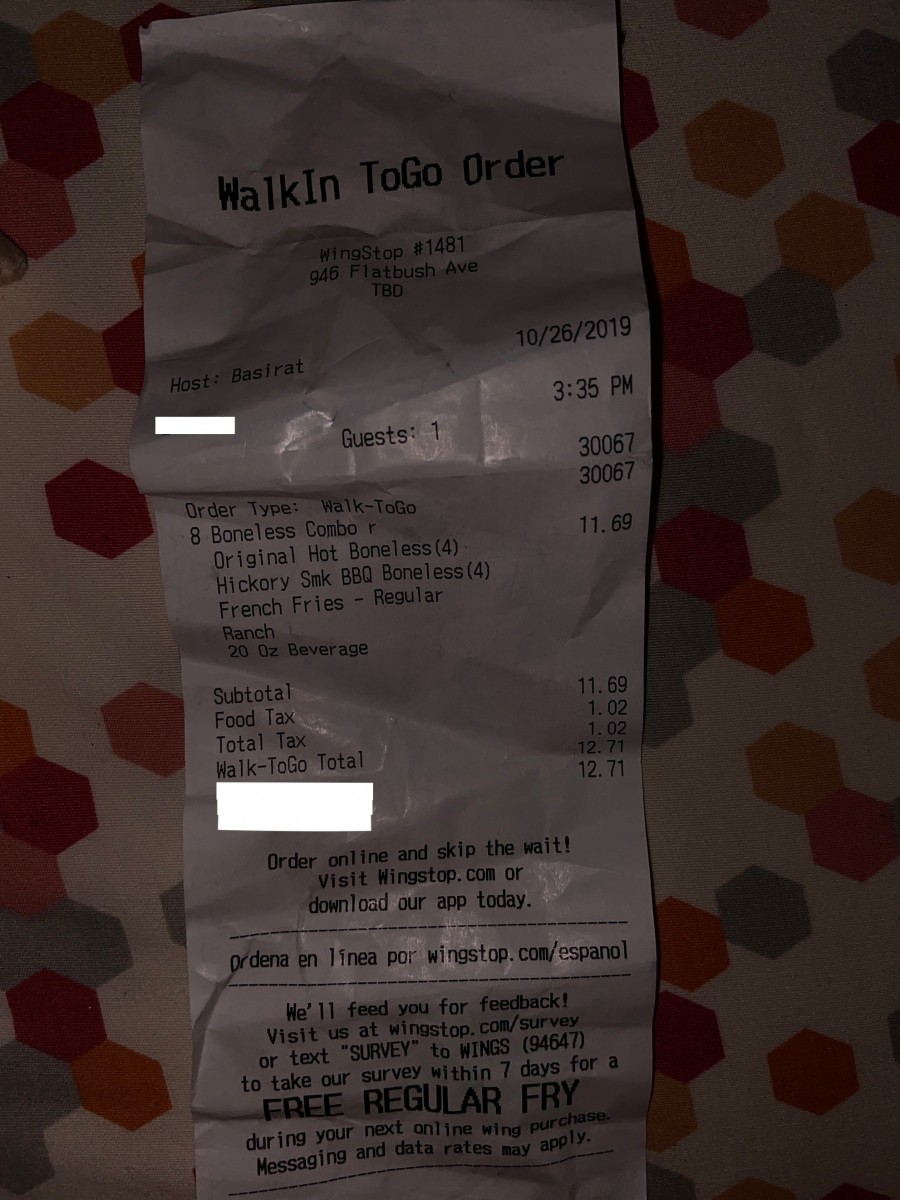 WalkIn ToGo Order
WingStop #1481
946 Flatbush Ave
TBD
10/26/2019
Host: Basirat
3:35 PM
Guests: 1
30067
30067
Order Type: Walk-ToGo
8 Boneless Combo r 11.69
Original Hot Boneless(4)
Hickory Smk BBQ Boneless(4)
French Fries - Regular
Ranch
20 Oz Beverage
Subtotal 11.69
Food Tax 1.02
Total Tax 1.02
12.71
Walk-ToGo Total 12.71
Order online and skip the wait!
Visit Wingstop.com or
download our app today.
Ordena en línea por wingstop.com/espanol
We'll feed you for feedback!
Visit us at wingstop.com/survey
or text "SURVEY" to WINGS (94647)
to take our survey within 7 days for a
FREE REGULAR FRY
during your next online wing purchase.
Messaging and data rates may apply.